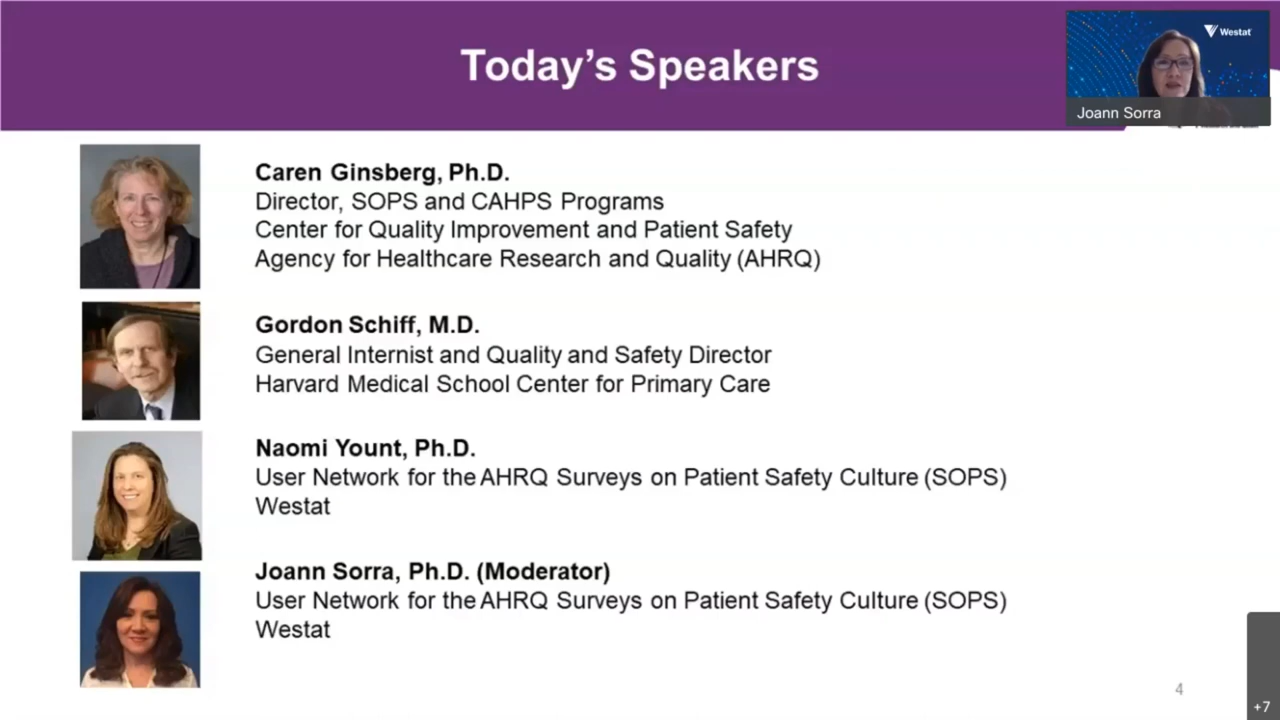 Today's Speakers
Westat
Joann Sorra
Caren Ginsberg, Ph.D.
Director, SOPS and CAHPS Programs
Center for Quality Improvement and Patient Safety
Agency for Healthcare Research and Quality (AHRQ)
Gordon Schiff, M.D.
General Internist and Quality and Safety Director
Harvard Medical School Center for Primary Care
Naomi Yount, Ph.D.
User Network for the AHRQ Surveys on Patient Safety Culture (SOPS)
Westat
Joann Sorra, Ph.D. (Moderator)
User Network for the AHRQ Surveys on Patient Safety Culture (SOPS)
Westat
4
+7